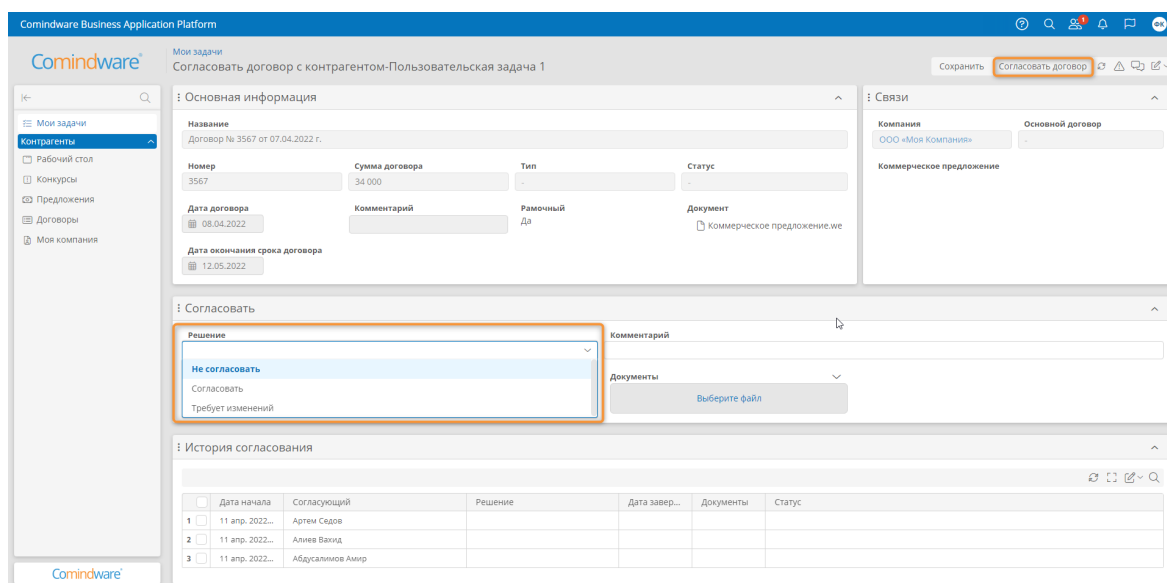 Comindware Business Application Platform
1
ФК
Comindware®
Мои задачи
Согласовать договор с контрагентом-Пользовательская задача 1
Сохранить
Согласовать договор
Мои задачи
Контрагенты
Рабочий стол
Конкурсы
Предложения
Договоры
Моя компания
Основная информация
Название
Договор № 3567 от 07.04.2022 г.
Номер Сумма договора Тип Статус
3567 34 000 - -
Дата договора Комментарий Рамочный Документ
08.04.2022 Да Коммерческое предложение.we
Дата окончания срока договора
12.05.2022
Связи
Компания Основной договор
ООО «Моя Компания» -
Коммерческое предложение
Согласовать
Решение
Не согласовать
Согласовать
Требует изменений
Комментарий
Документы
Выберите файл
История согласования
Дата начала Согласующий Решение Дата завер... Документы Статус
1 11 апр. 2022... Артем Седов
2 11 апр. 2022... Алиев Вахид
3 11 апр. 2022... Абдусалимов Амир
Comindware®